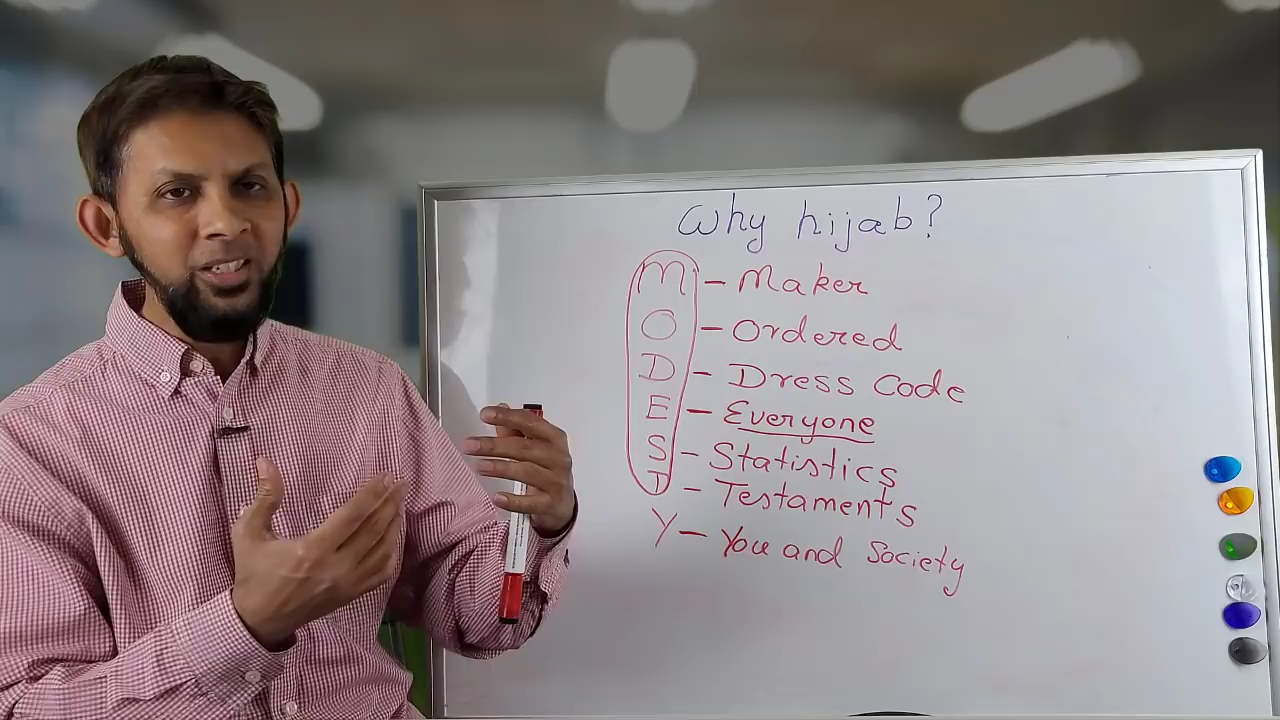 Why hijab?
M - Maker
O - Ordered
D - Dress Code
E - Everyone
S - Statistics
T - Testaments
Y - You and Society